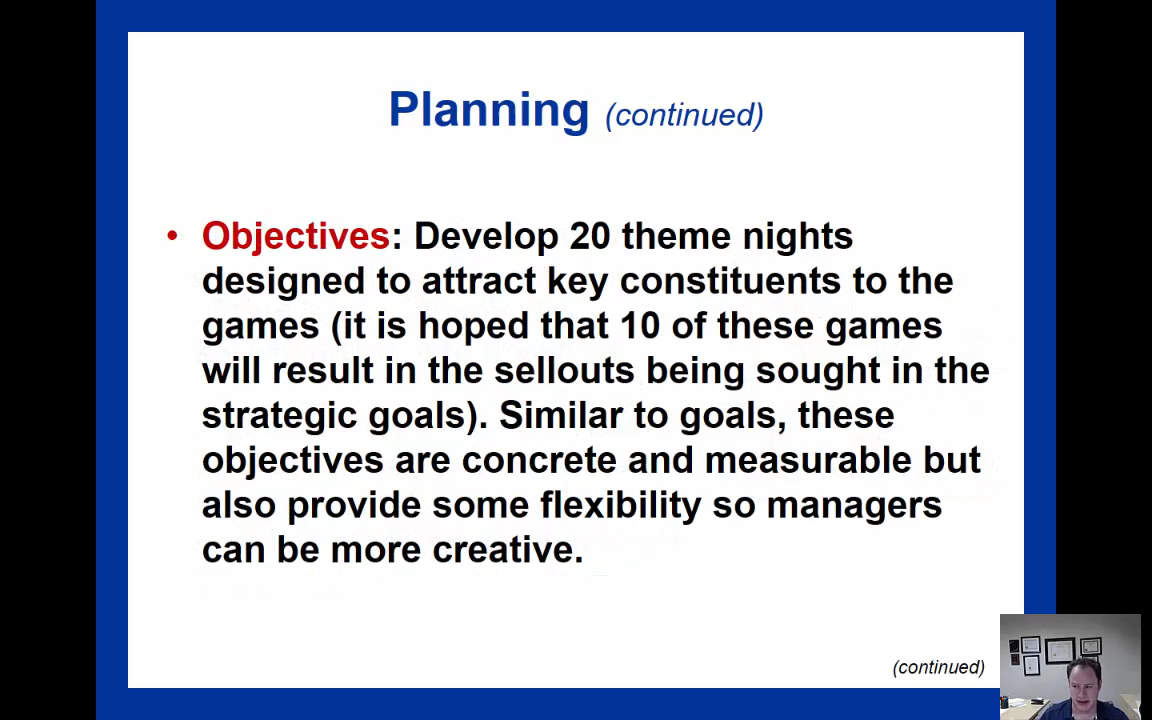 Planning (continued)
• Objectives: Develop 20 theme nights
designed to attract key constituents to the
games (it is hoped that 10 of these games
will result in the sellouts being sought in the
strategic goals). Similar to goals, these
objectives are concrete and measurable but
also provide some flexibility so managers
can be more creative.
(continued)